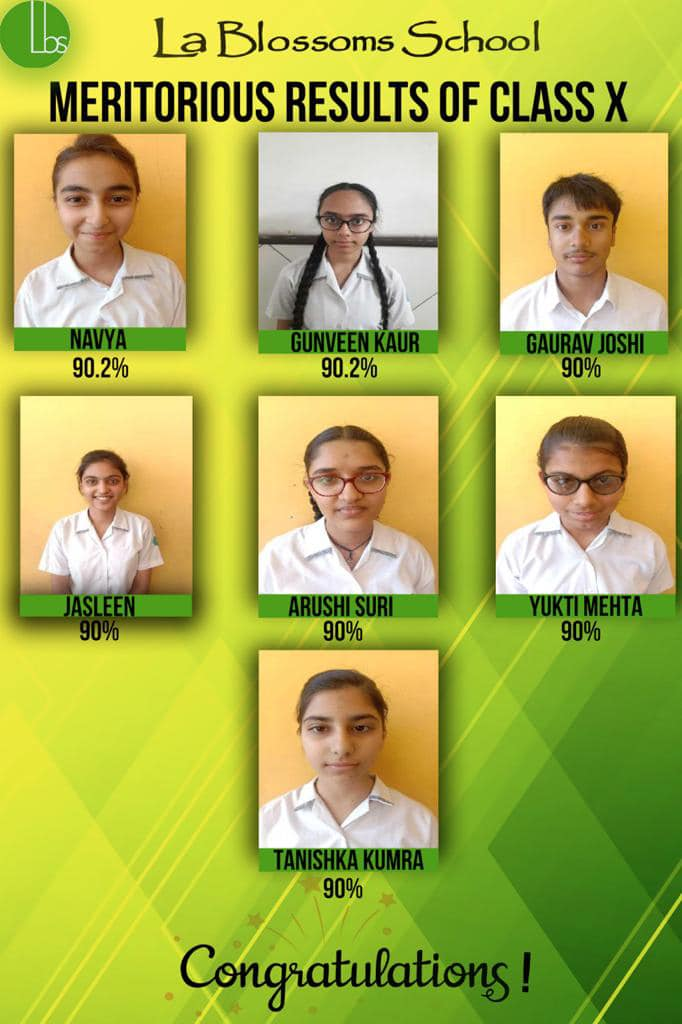 Lbs
La Blossoms School
MERITORIOUS RESULTS OF CLASS X
NAVYA
90.2%
GUNVEEN KAUR
90.2%
GAURAV JOSHI
90%
JASLEEN
90%
ARUSHI SURI
90%
YUKTI MEHTA
90%
TANISHKA KUMRA
90%
Congratulations !